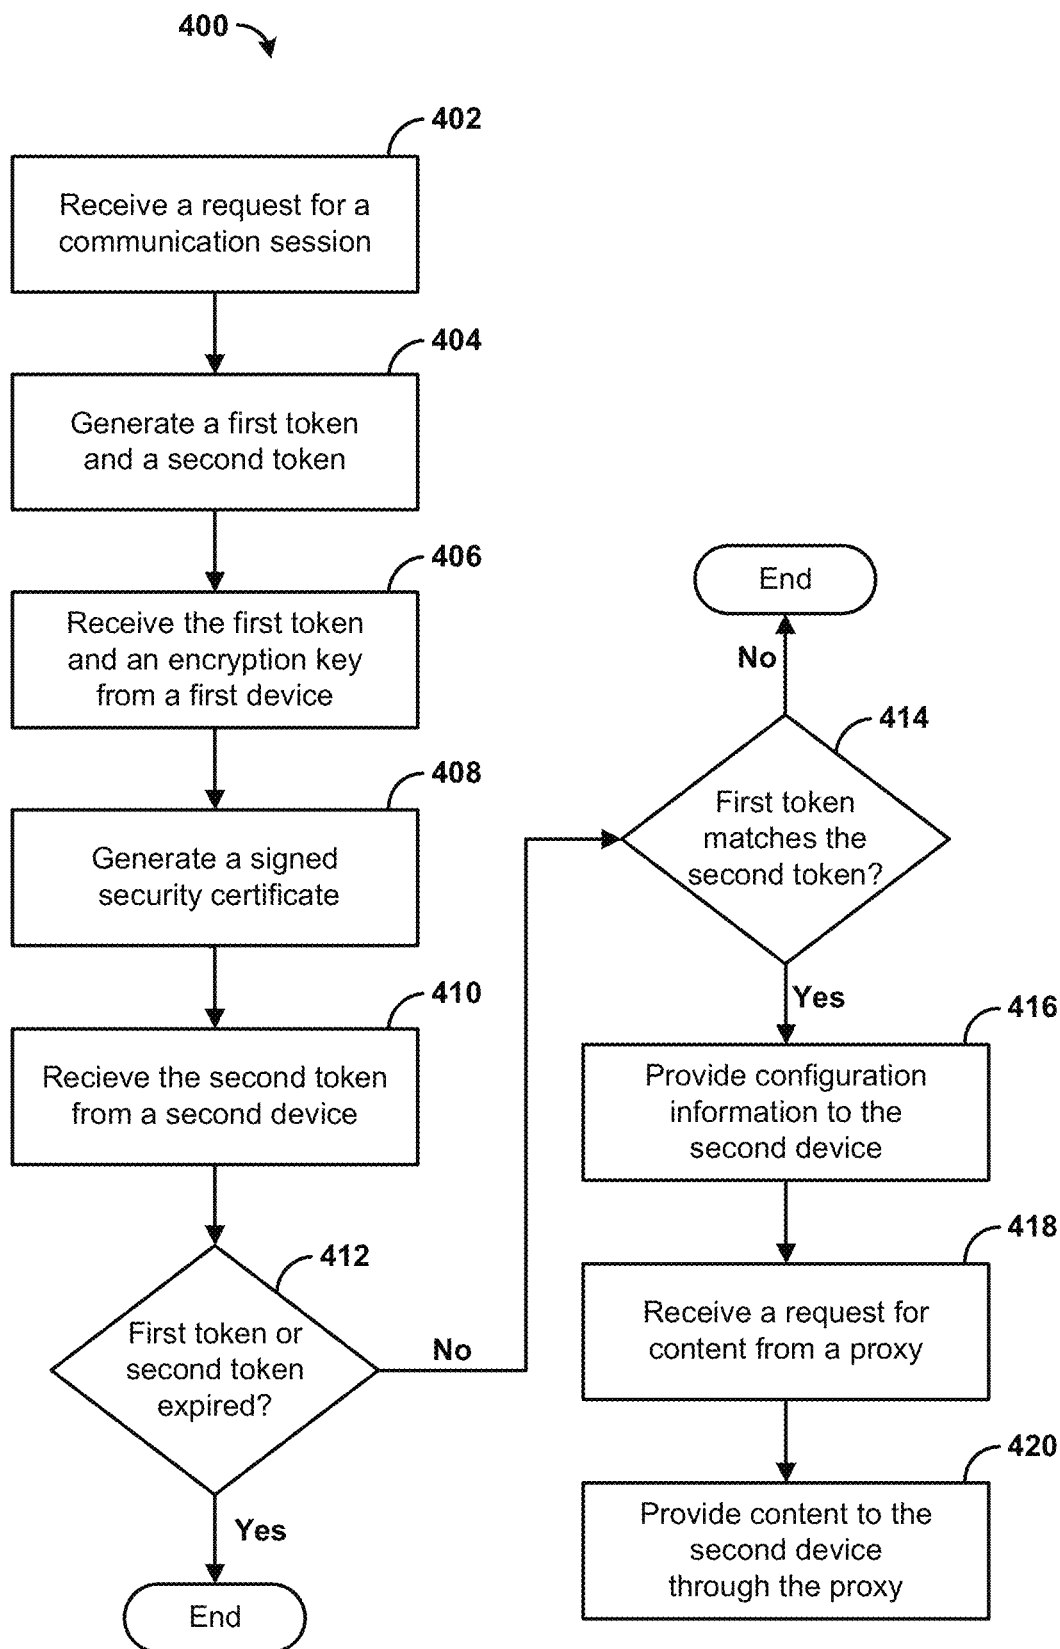 400
402
Receive a request for a
communication session
404
Generate a first token
and a second token
406
Receive the first token
and an encryption key
from a first device
408
Generate a signed
security certificate
410
Recieve the second token
from a second device
412
First token or
second token
expired?
No
Yes
End
End
No
414
First token
matches the
second token?
Yes
416
Provide configuration
information to the
second device
418
Receive a request for
content from a proxy
420
Provide content to the
second device
through the proxy